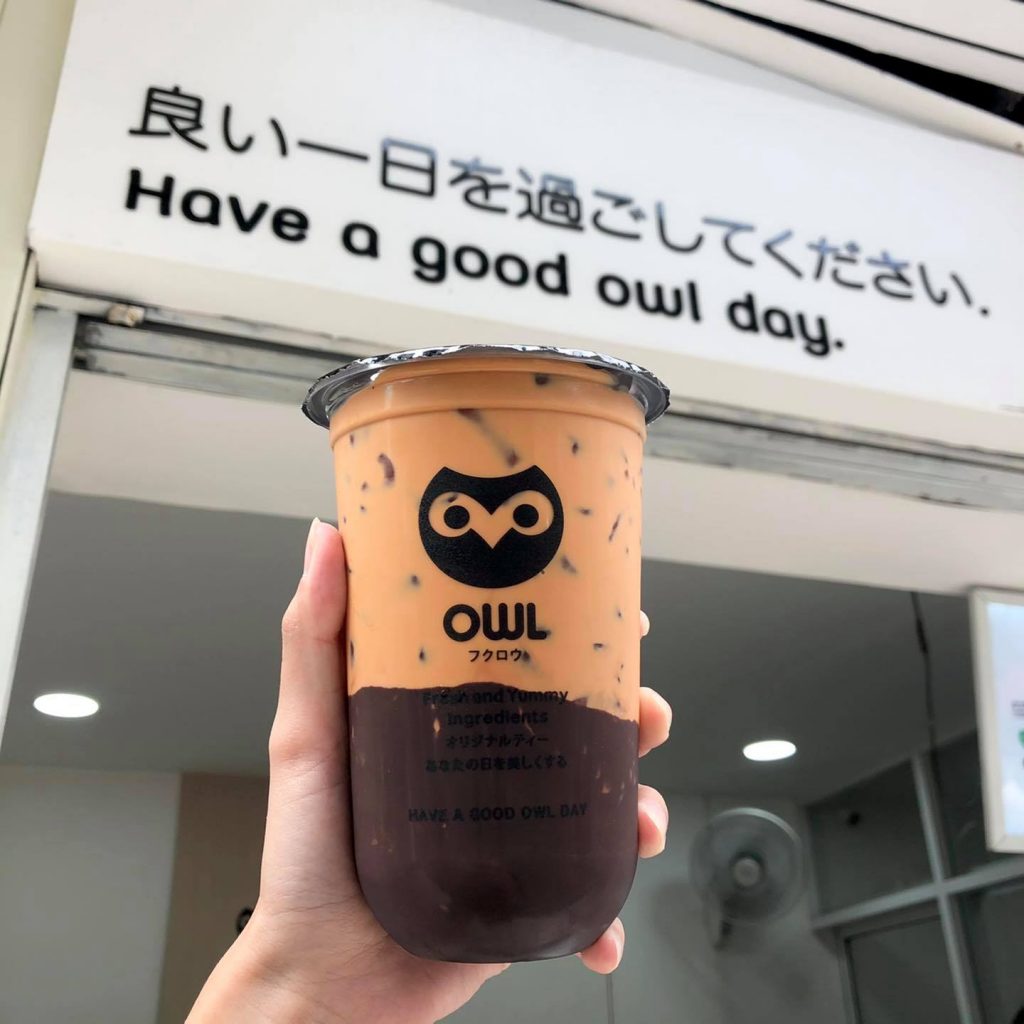 良い一日を過ごしてください.
Have a good owl day.
OWL
フクロウ
Fresh and Yummy
Ingredients
オリジナルティー
あなたの日を美しくする
HAVE A GOOD OWL DAY